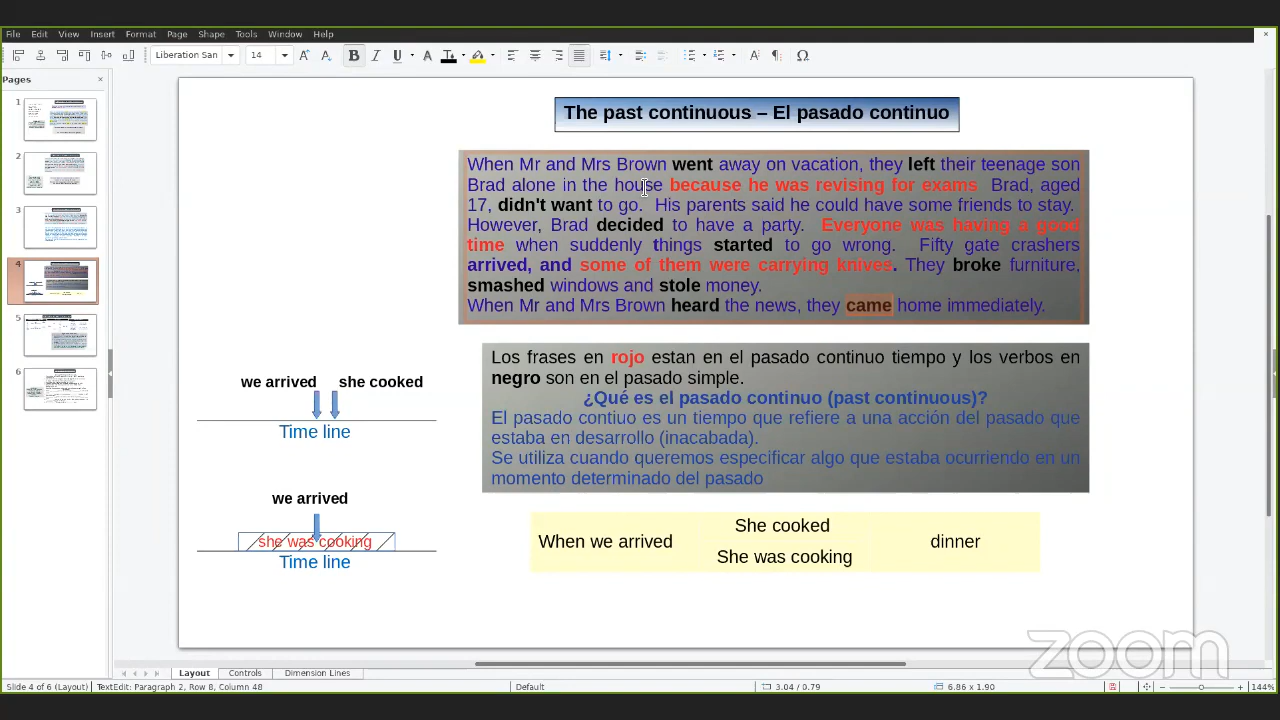 File Edit View Insert Format Page Shape Tools Window Help
Liberation San 14
Pages
1
2
3
4
5
6
The past continuous – El pasado continuo
When Mr and Mrs Brown went away on vacation, they left their teenage son
Brad alone in the house because he was revising for exams Brad, aged
17, didn't want to go. His parents said he could have some friends to stay.
However, Brad decided to have a party. Everyone was having a good
time when suddenly things started to go wrong. Fifty gate crashers
arrived, and some of them were carrying knives. They broke furniture,
smashed windows and stole money.
When Mr and Mrs Brown heard the news, they came home immediately.
Los frases en rojo estan en el pasado continuo tiempo y los verbos en
negro son en el pasado simple.
¿Qué es el pasado continuo (past continuous)?
El pasado contiuo es un tiempo que refiere a una acción del pasado que
estaba en desarrollo (inacabada).
Se utiliza cuando queremos especificar algo que estaba ocurriendo en un
momento determinado del pasado
we arrived she cooked
Time line
we arrived
she was cooking
Time line
She cooked
When we arrived dinner
She was cooking
zoom
Layout Controls Dimension Lines
Slide 4 of 6 (Layout) TextEdit: Paragraph 2, Row 8, Column 48 Default 3.04 / 0.79 6.86 x 1.90 144%